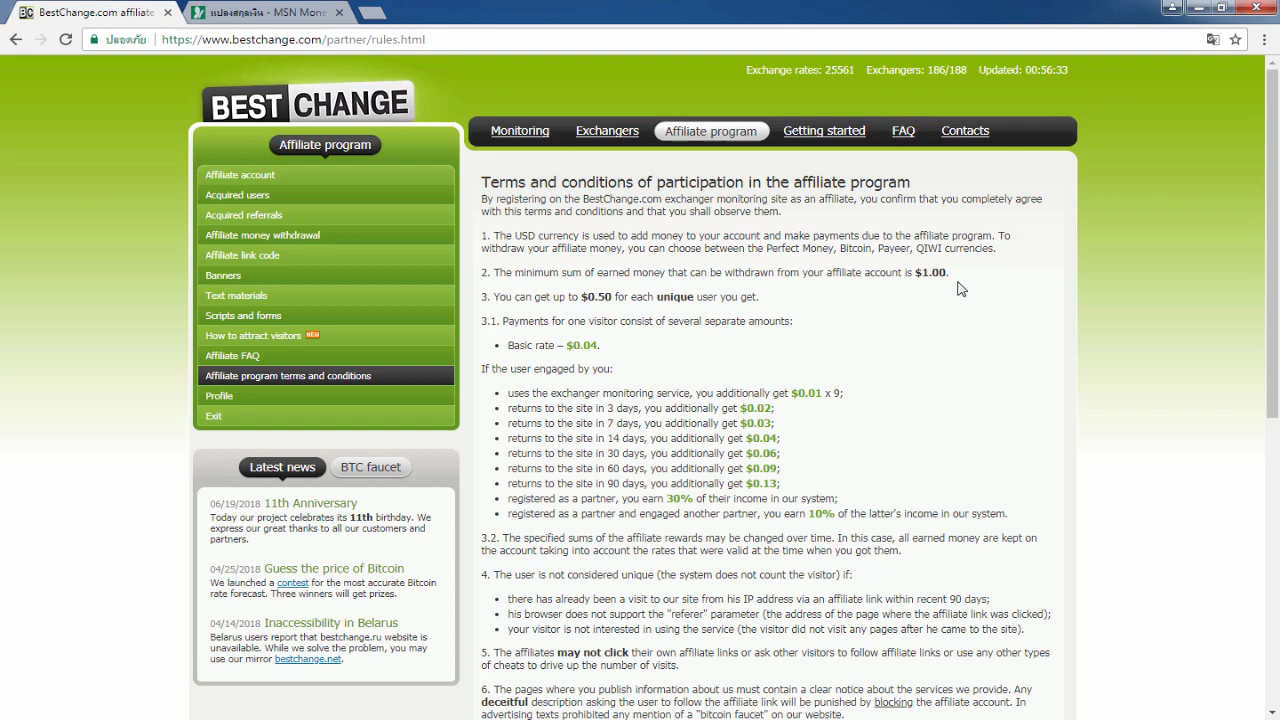 BC BestChange.com affiliate
แปลงสกุลเงิน - MSN Mone
ปลอดภัย https://www.bestchange.com/partner/rules.html
Exchange rates: 25561 Exchangers: 186/188 Updated: 00:56:33
BEST CHANGE
Monitoring Exchangers Affiliate program Getting started FAQ Contacts
Affiliate program
Affiliate account
Acquired users
Acquired referrals
Affiliate money withdrawal
Affiliate link code
Banners
Text materials
Scripts and forms
How to attract visitors NEW
Affiliate FAQ
Affiliate program terms and conditions
Profile
Exit
Latest news BTC faucet
06/19/2018 11th Anniversary
Today our project celebrates its 11th birthday. We
express our great thanks to all our customers and
partners.
04/25/2018 Guess the price of Bitcoin
We launched a contest for the most accurate Bitcoin
rate forecast. Three winners will get prizes.
04/14/2018 Inaccessibility in Belarus
Belarus users report that bestchange.ru website is
unavailable. While we solve the problem, you may
use our mirror bestchange.net.
Terms and conditions of participation in the affiliate program
By registering on the BestChange.com exchanger monitoring site as an affiliate, you confirm that you completely agree
with this terms and conditions and that you shall observe them.
1. The USD currency is used to add money to your account and make payments due to the affiliate program. To
withdraw your affiliate money, you can choose between the Perfect Money, Bitcoin, Payeer, QIWI currencies.
2. The minimum sum of earned money that can be withdrawn from your affiliate account is $1.00.
3. You can get up to $0.50 for each unique user you get.
3.1. Payments for one visitor consist of several separate amounts:
• Basic rate – $0.04.
If the user engaged by you:
• uses the exchanger monitoring service, you additionally get $0.01 x 9;
• returns to the site in 3 days, you additionally get $0.02;
• returns to the site in 7 days, you additionally get $0.03;
• returns to the site in 14 days, you additionally get $0.04;
• returns to the site in 30 days, you additionally get $0.06;
• returns to the site in 60 days, you additionally get $0.09;
• returns to the site in 90 days, you additionally get $0.13;
• registered as a partner, you earn 30% of their income in our system;
• registered as a partner and engaged another partner, you earn 10% of the latter's income in our system.
3.2. The specified sums of the affiliate rewards may be changed over time. In this case, all earned money are kept on
the account taking into account the rates that were valid at the time when you got them.
4. The user is not considered unique (the system does not count the visitor) if:
• there has already been a visit to our site from his IP address via an affiliate link within recent 90 days;
• his browser does not support the "referer" parameter (the address of the page where the affiliate link was clicked);
• your visitor is not interested in using the service (the visitor did not visit any pages after he came to the site).
5. The affiliates may not click their own affiliate links or ask other visitors to follow affiliate links or use any other types
of cheats to drive up the number of visits.
6. The pages where you publish information about us must contain a clear notice about the services we provide. Any
deceitful description asking the user to follow the affiliate link will be punished by blocking the affiliate account. In
advertising texts prohibited any mention of a "bitcoin faucet" on our website.